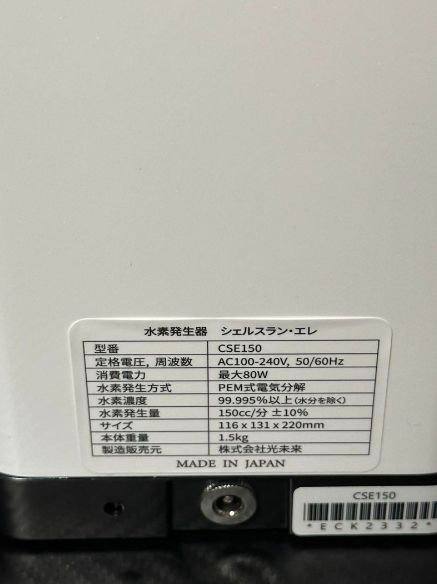 水素発生器 シェルスラン・エレ
型番 CSE150
定格電圧, 周波数 AC100-240V, 50/60Hz
消費電力 最大80W
水素発生方式 PEM式電気分解
水素濃度 99.995%以上(水分を除く)
水素発生量 150cc/分 ±10%
サイズ 116 x 131 x 220mm
本体重量 1.5kg
製造販売元 株式会社光未来
MADE IN JAPAN
CSE150
*ECK2332*